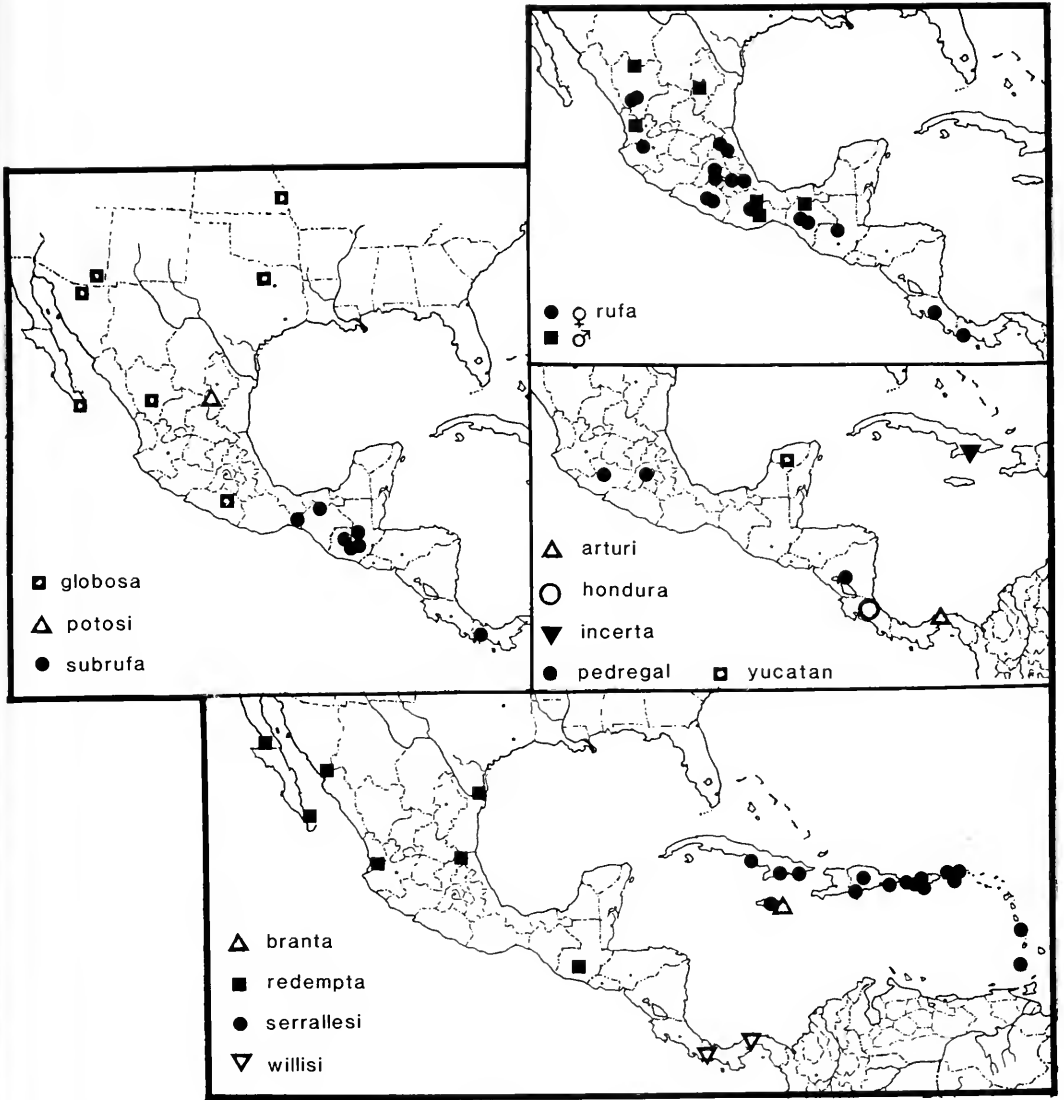 ♀ rufa
♂
globosa
potosi
subrufa
arturi
hondura
incerta
pedregal yucatan
branta
redempta
serrallesi
willisi